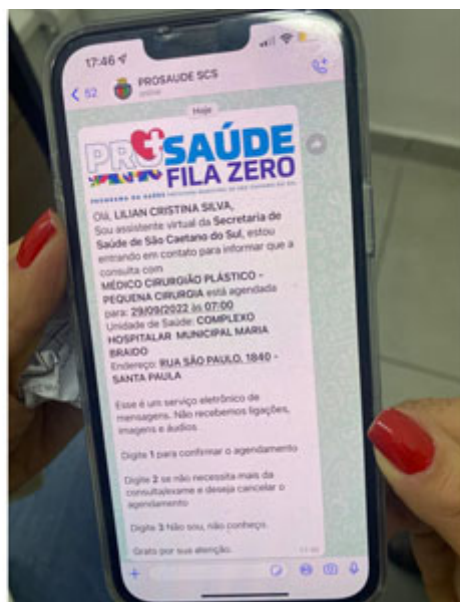 17:46
52
PROSAUDE SCS
online
Hoje
PRO SAÚDE
FILA ZERO
Olá, LILIAN CRISTINA SILVA,
Sou assistente virtual da Secretaria de
Saúde de São Caetano do Sul, estou
entrando em contato para informar que a
consulta com
MÉDICO CIRURGIÃO PLÁSTICO -
PEQUENA CIRURGIA está agendada
para: 29/09/2022 às 07:00
Unidade de Saúde: COMPLEXO
HOSPITALAR MUNICIPAL MARIA
BRAIDO
Endereço: RUA SÃO PAULO, 1840 -
SANTA PAULA
Esse é um serviço eletrônico de
mensagens. Não recebemos ligações,
imagens e áudios.
Digite 1 para confirmar o agendamento
Digite 2 se não necessita mais da
consulta/exame e deseja cancelar o
agendamento
Digite 3 Não sou, não conheço.
Grato por sua atenção.